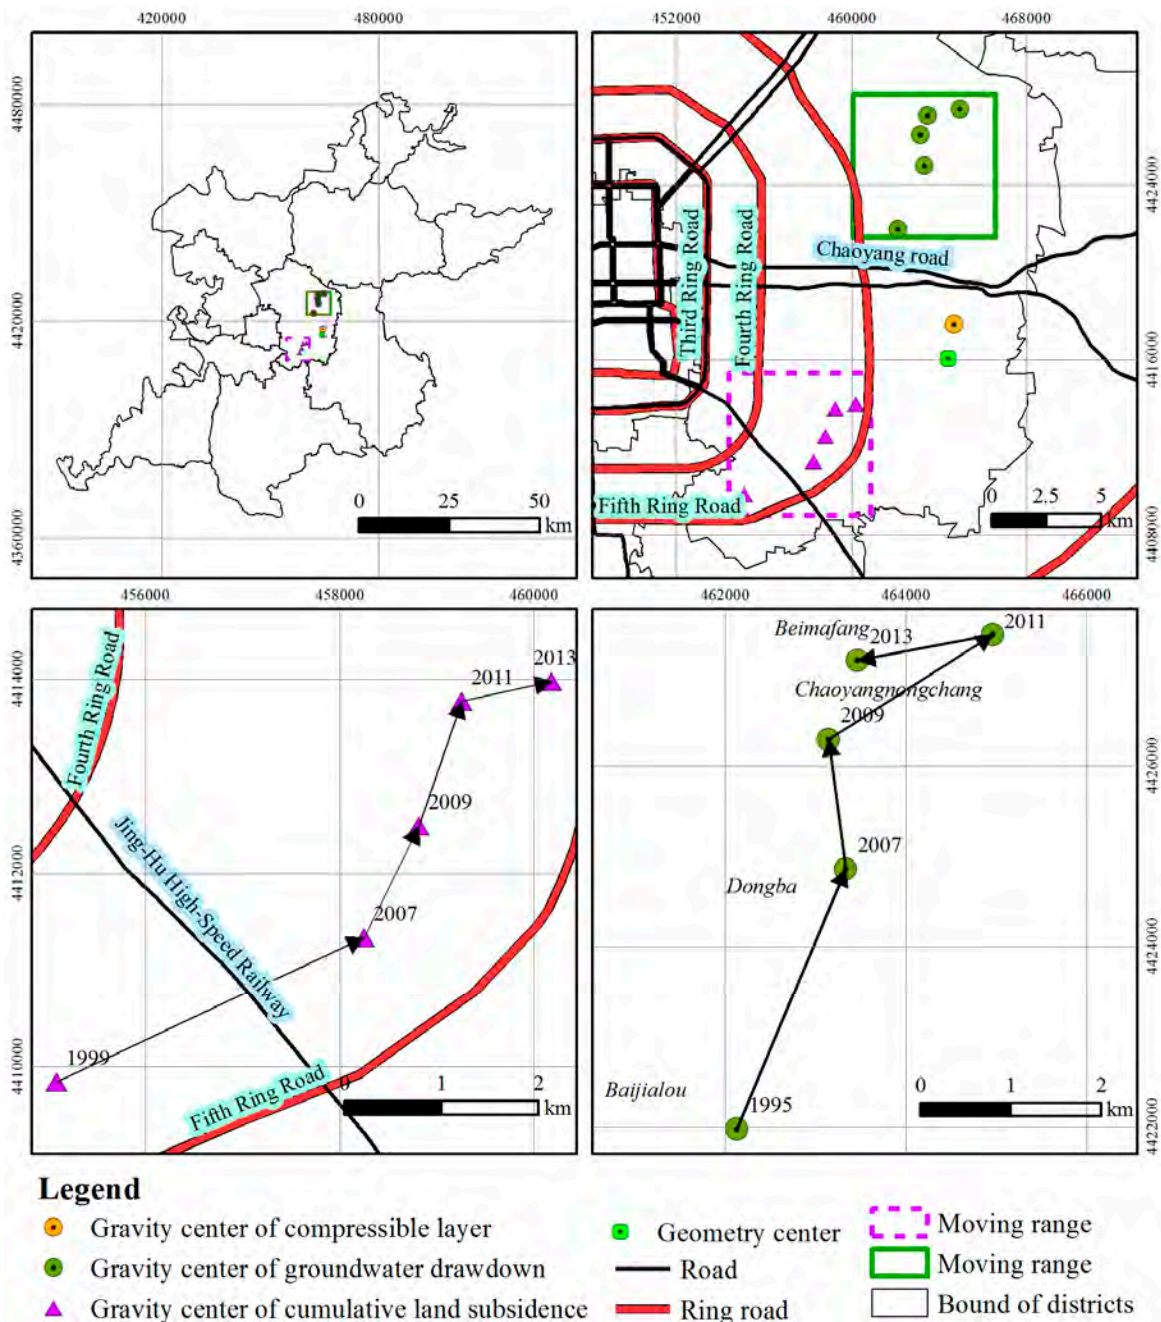 420000 480000
4480000
4420000
4360000
0 25 50
km
452000 460000 468000
4424000
4416000
4408000
Third Ring Road
Fourth Ring Road
Chaoyang road
Fifth Ring Road
0 2.5 5
km
456000 458000 460000
4414000
4412000
4410000
Fourth Ring Road
Jing-Hu High-Speed Railway
Fifth Ring Road
2013
2011
2009
2007
1999
0 1 2
km
462000 464000 466000
4426000
4424000
4422000
Beimafang
2011
2013
Chaoyangnongchang
2009
2007
Dongba
Baijialou
1995
0 1 2
km
Legend
Gravity center of compressible layer
Gravity center of groundwater drawdown
Gravity center of cumulative land subsidence
Geometry center
Road
Ring road
Moving range
Moving range
Bound of districts